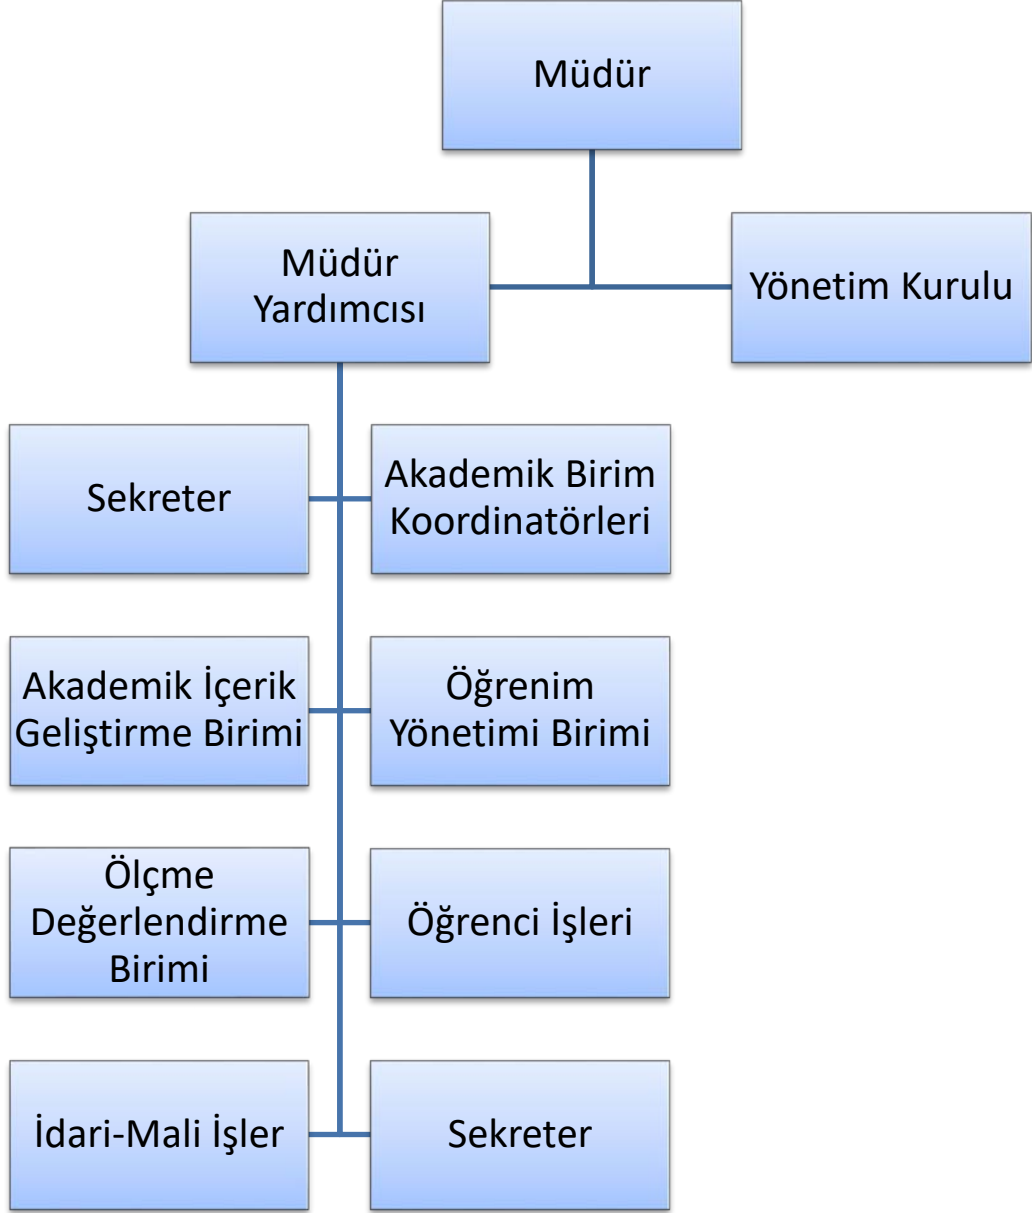 Müdür
Müdür
Yardımcısı
Yönetim Kurulu
Sekreter
Akademik Birim
Koordinatörleri
Akademik İçerik
Geliştirme Birimi
Öğrenim
Yönetimi Birimi
Ölçme
Değerlendirme
Birimi
Öğrenci İşleri
İdari-Mali İşler
Sekreter